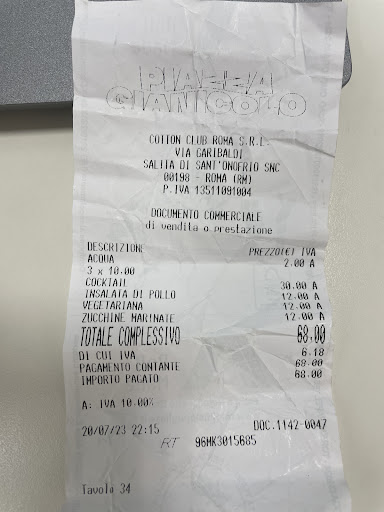 PIAZZA
GIANICOLO
COTTON CLUB ROMA S.R.L.
VIA GARIBALDI
SALITA DI SANT'ONOFRIO SNC
00198 - ROMA (RM)
P.IVA 13511091004
DOCUMENTO COMMERCIALE
di vendita o prestazione
DESCRIZIONE PREZZO(€) IVA
ACQUA 2.00 A
3 x 10.00
COCKTAIL 30.00 A
INSALATA DI POLLO 12.00 A
VEGETARIANA 12.00 A
ZUCCHINE MARINATE 12.00 A
TOTALE COMPLESSIVO 68,00
DI CUI IVA 6.18
PAGAMENTO CONTANTE 68.00
IMPORTO PAGATO 68.00
A: IVA 10.00%
20/07/23 22:15 DOC.1142-0047
RT 96MK3015685
Tavolo 34